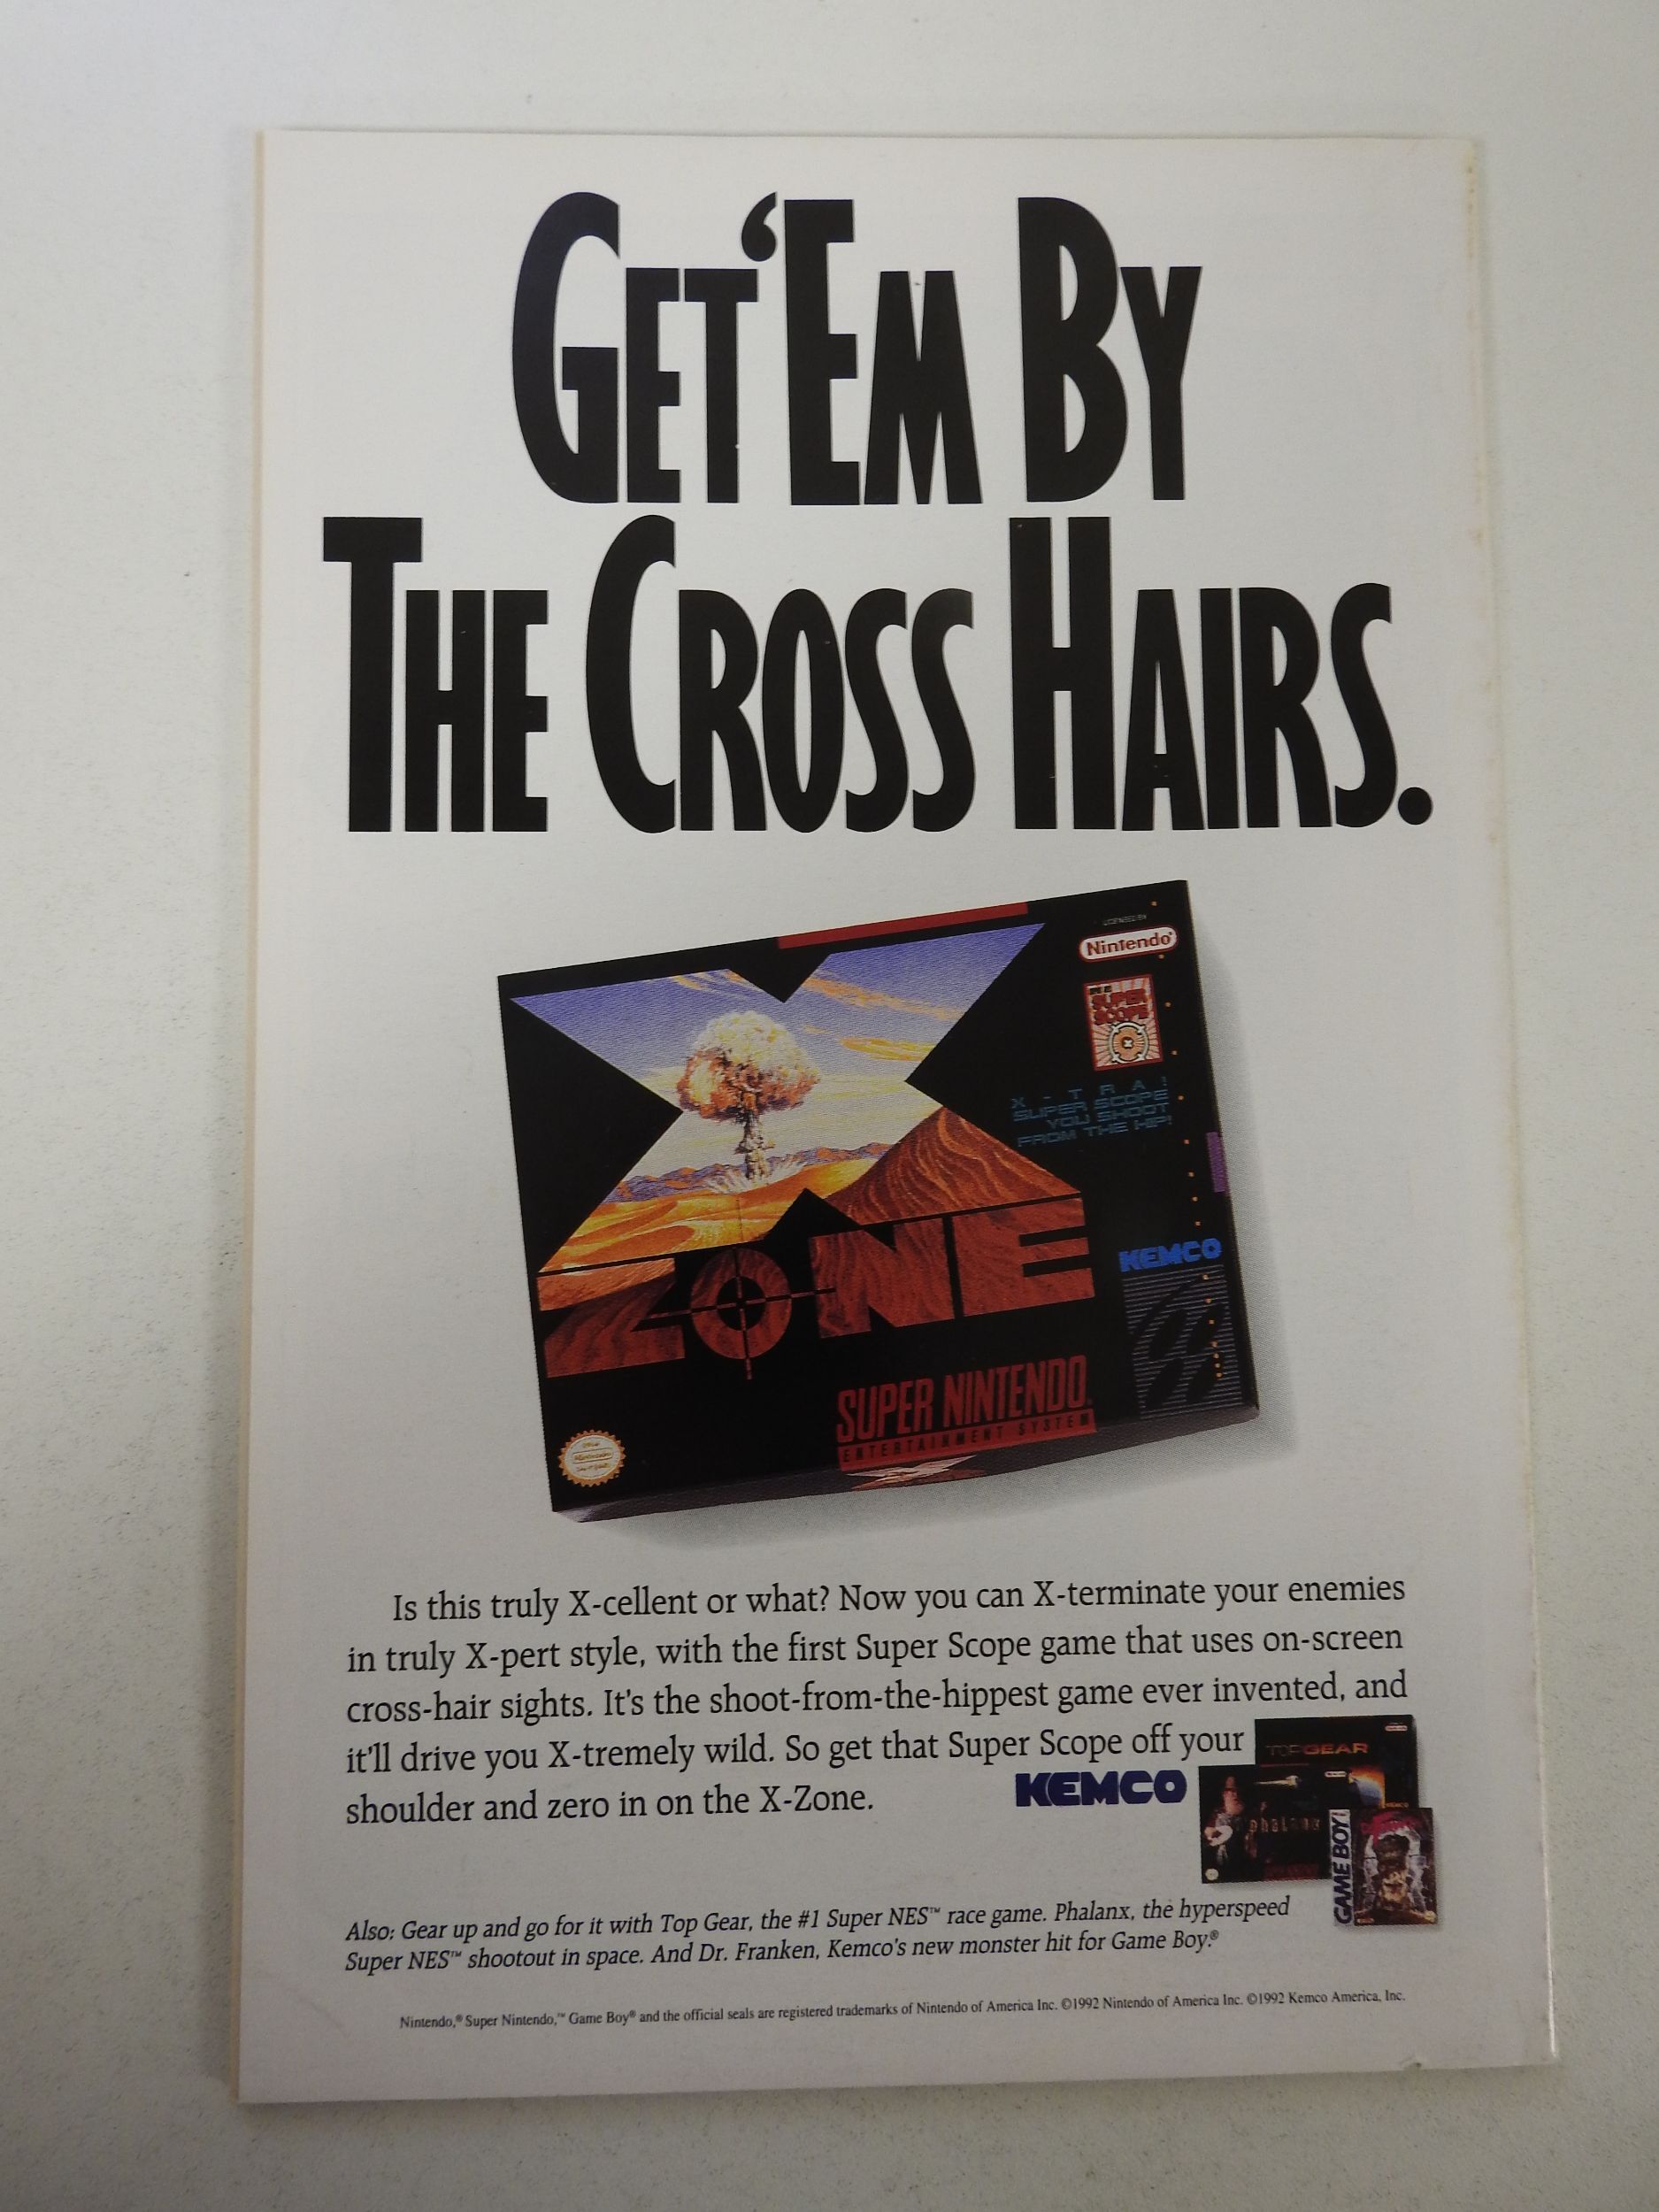 GET ‘EM BY
THE CROSS HAIRS.
LICENSED BY
Nintendo®
SUPER
SCOPE
X-TRA!
SUPER SCOPE
YOU SHOOT
FROM THE HIP!
ZONE
KEMCO
SUPER NINTENDO
ENTERTAINMENT SYSTEM
Is this truly X-cellent or what? Now you can X-terminate your enemies
in truly X-pert style, with the first Super Scope game that uses on-screen
cross-hair sights. It's the shoot-from-the-hippest game ever invented, and
it'll drive you X-tremely wild. So get that Super Scope off your
shoulder and zero in on the X-Zone.
KEMCO
TOP GEAR
phalanx
GAME BOY
Also: Gear up and go for it with Top Gear, the #1 Super NES™ race game. Phalanx, the hyperspeed
Super NES™ shootout in space. And Dr. Franken, Kemco's new monster hit for Game Boy.®
Nintendo,® Super Nintendo,™ Game Boy® and the official seals are registered trademarks of Nintendo of America Inc. ©1992 Nintendo of America Inc. ©1992 Kemco America, Inc.